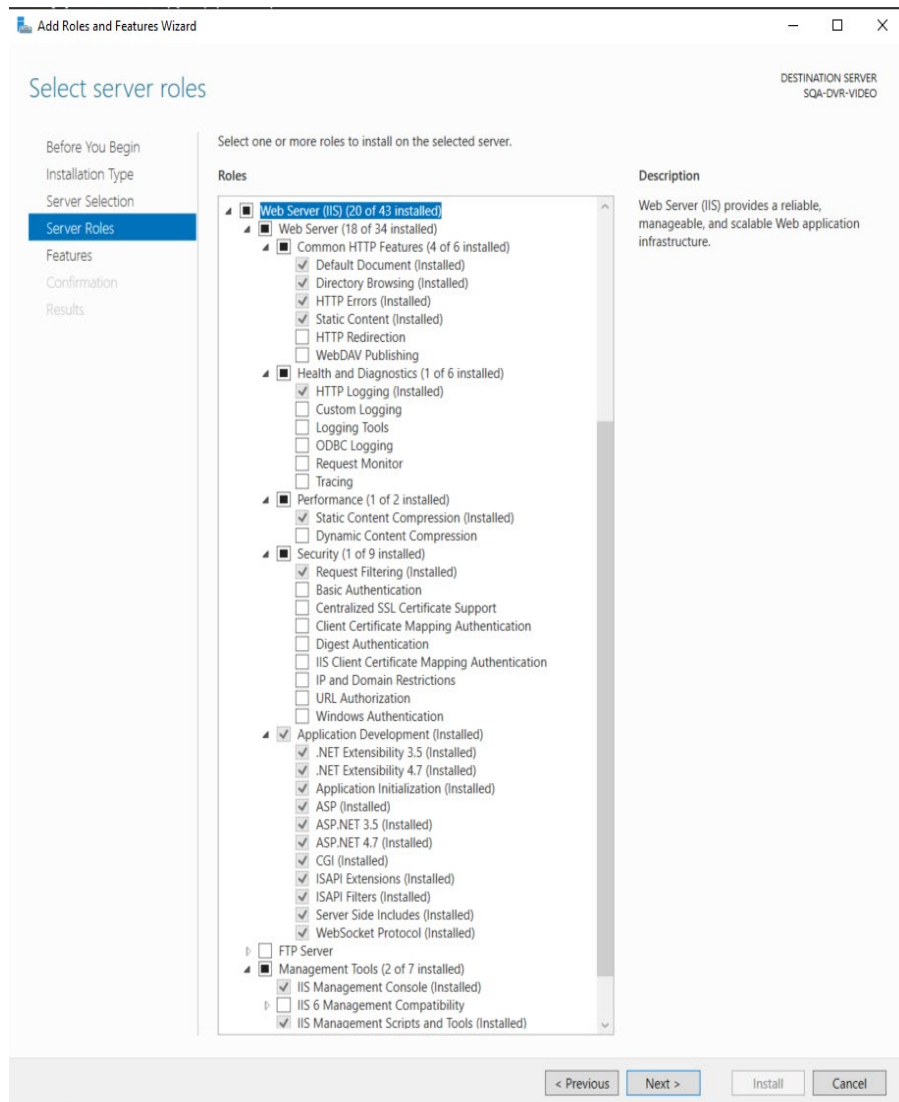 Add Roles and Features Wizard
Select server roles
DESTINATION SERVER
SQA-DVR-VIDEO
Before You Begin
Installation Type
Server Selection
Server Roles
Features
Confirmation
Results
Select one or more roles to install on the selected server.
Roles
Web Server (IIS) (20 of 43 installed)
Web Server (18 of 34 installed)
Common HTTP Features (4 of 6 installed)
Default Document (Installed)
Directory Browsing (Installed)
HTTP Errors (Installed)
Static Content (Installed)
HTTP Redirection
WebDAV Publishing
Health and Diagnostics (1 of 6 installed)
HTTP Logging (Installed)
Custom Logging
Logging Tools
ODBC Logging
Request Monitor
Tracing
Performance (1 of 2 installed)
Static Content Compression (Installed)
Dynamic Content Compression
Security (1 of 9 installed)
Request Filtering (Installed)
Basic Authentication
Centralized SSL Certificate Support
Client Certificate Mapping Authentication
Digest Authentication
IIS Client Certificate Mapping Authentication
IP and Domain Restrictions
URL Authorization
Windows Authentication
Application Development (Installed)
.NET Extensibility 3.5 (Installed)
.NET Extensibility 4.7 (Installed)
Application Initialization (Installed)
ASP (Installed)
ASP.NET 3.5 (Installed)
ASP.NET 4.7 (Installed)
CGI (Installed)
ISAPI Extensions (Installed)
ISAPI Filters (Installed)
Server Side Includes (Installed)
WebSocket Protocol (Installed)
FTP Server
Management Tools (2 of 7 installed)
IIS Management Console (Installed)
IIS 6 Management Compatibility
IIS Management Scripts and Tools (Installed)
Description
Web Server (IIS) provides a reliable,
manageable, and scalable Web application
infrastructure.
< Previous
Next >
Install
Cancel